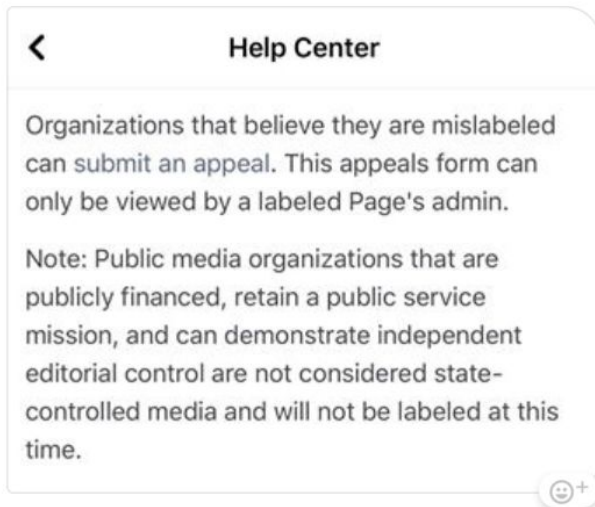 Help Center
Organizations that believe they are mislabeled
can submit an appeal. This appeals form can
only be viewed by a labeled Page's admin.
Note: Public media organizations that are
publicly financed, retain a public service
mission, and can demonstrate independent
editorial control are not considered state-
controlled media and will not be labeled at this
time.